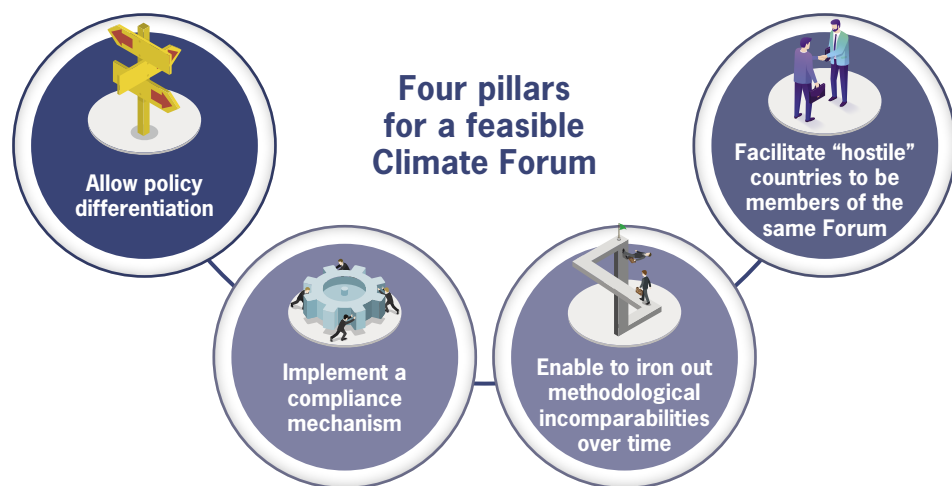 Four pillars
for a feasible
Climate Forum
Allow policy
differentiation
Implement a
compliance
mechanism
Enable to iron out
methodological
incomparabilities
over time
Facilitate “hostile”
countries to be
members of the
same Forum